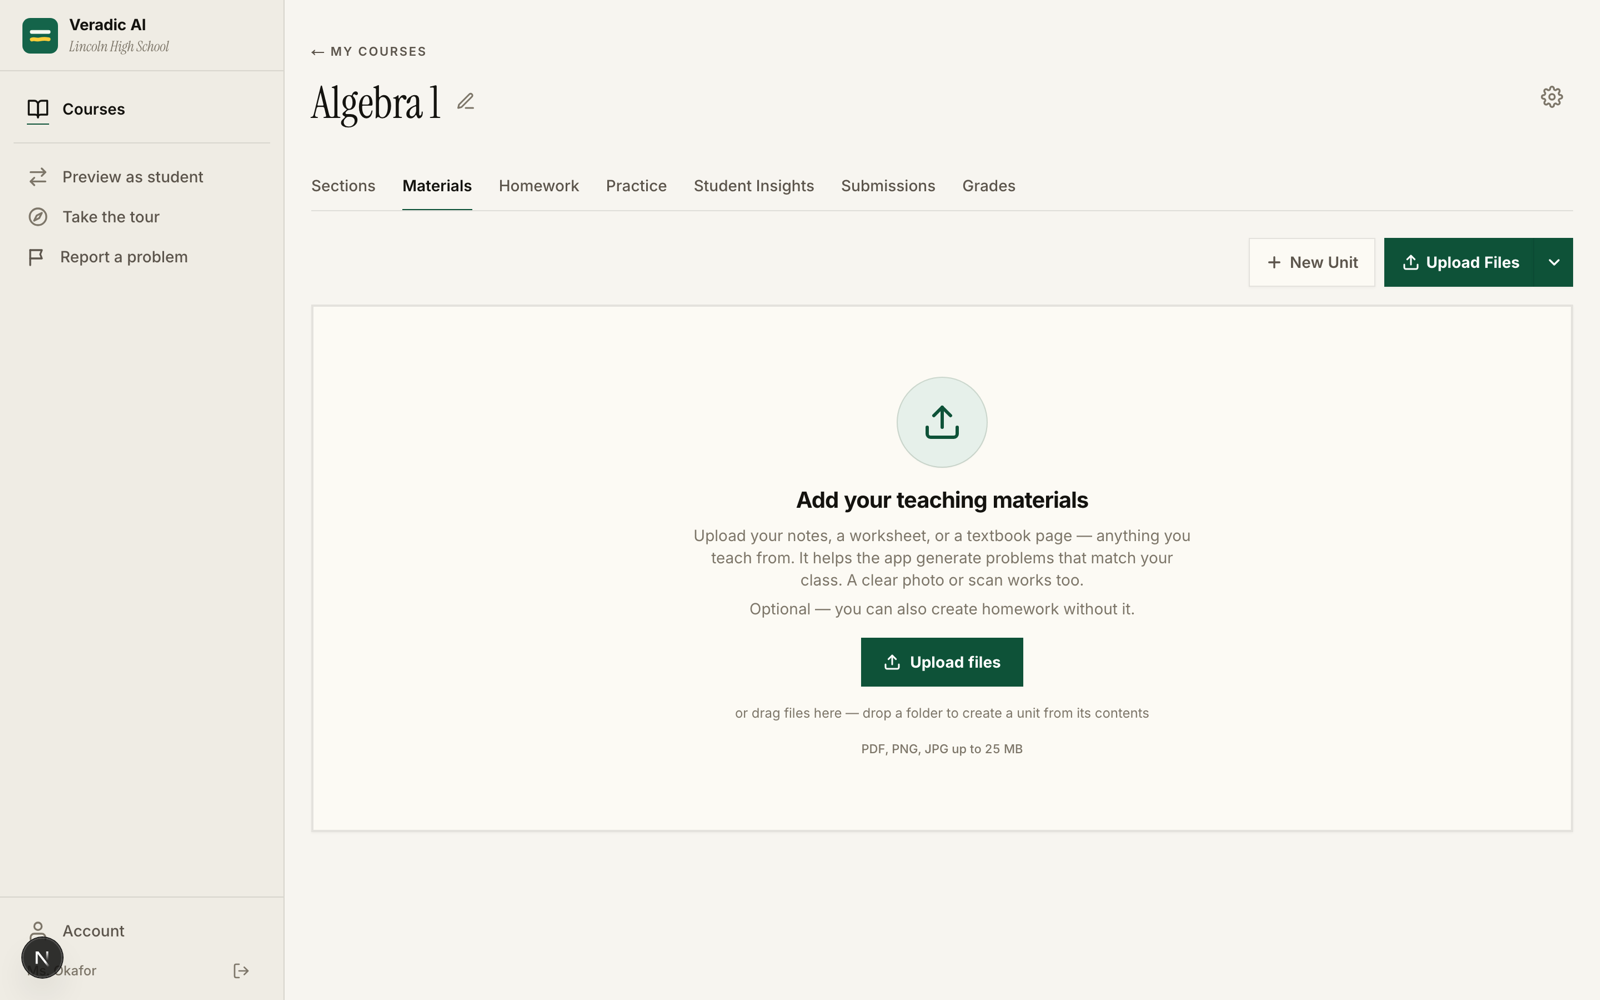 Veradic AI
Lincoln High School
Courses
Preview as student
Take the tour
Report a problem
Account
Okafor
N
← MY COURSES
Algebra 1
Sections
Materials
Homework
Practice
Student Insights
Submissions
Grades
+ New Unit
Upload Files
Add your teaching materials
Upload your notes, a worksheet, or a textbook page — anything you
teach from. It helps the app generate problems that match your
class. A clear photo or scan works too.
Optional — you can also create homework without it.
Upload files
or drag files here — drop a folder to create a unit from its contents
PDF, PNG, JPG up to 25 MB